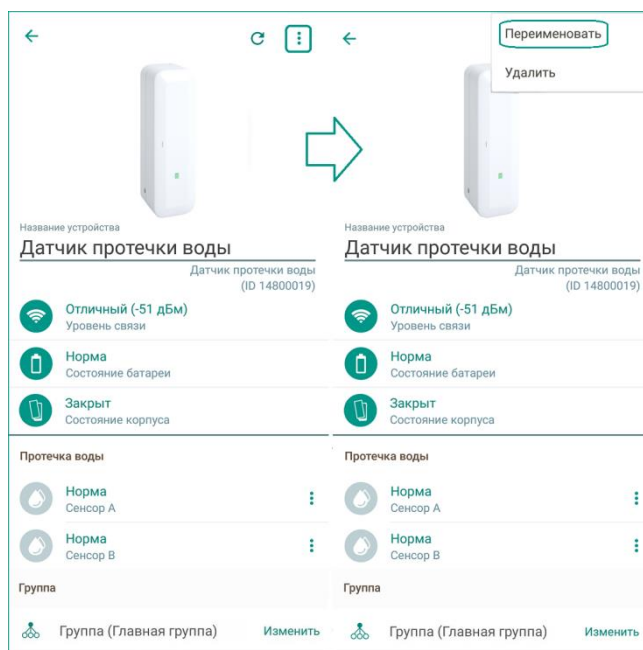 Название устройства
Датчик протечки воды
Датчик протечки воды
(ID 14800019)
Отличный (-51 дБм)
Уровень связи
Норма
Состояние батареи
Закрыт
Состояние корпуса
Протечка воды
Норма
Сенсор A
Норма
Сенсор B
Группа
Группа (Главная группа)
Изменить
Переименовать
Удалить
Название устройства
Датчик протечки воды
Датчик протечки воды
(ID 14800019)
Отличный (-51 дБм)
Уровень связи
Норма
Состояние батареи
Закрыт
Состояние корпуса
Протечка воды
Норма
Сенсор A
Норма
Сенсор B
Группа
Группа (Главная группа)
Изменить